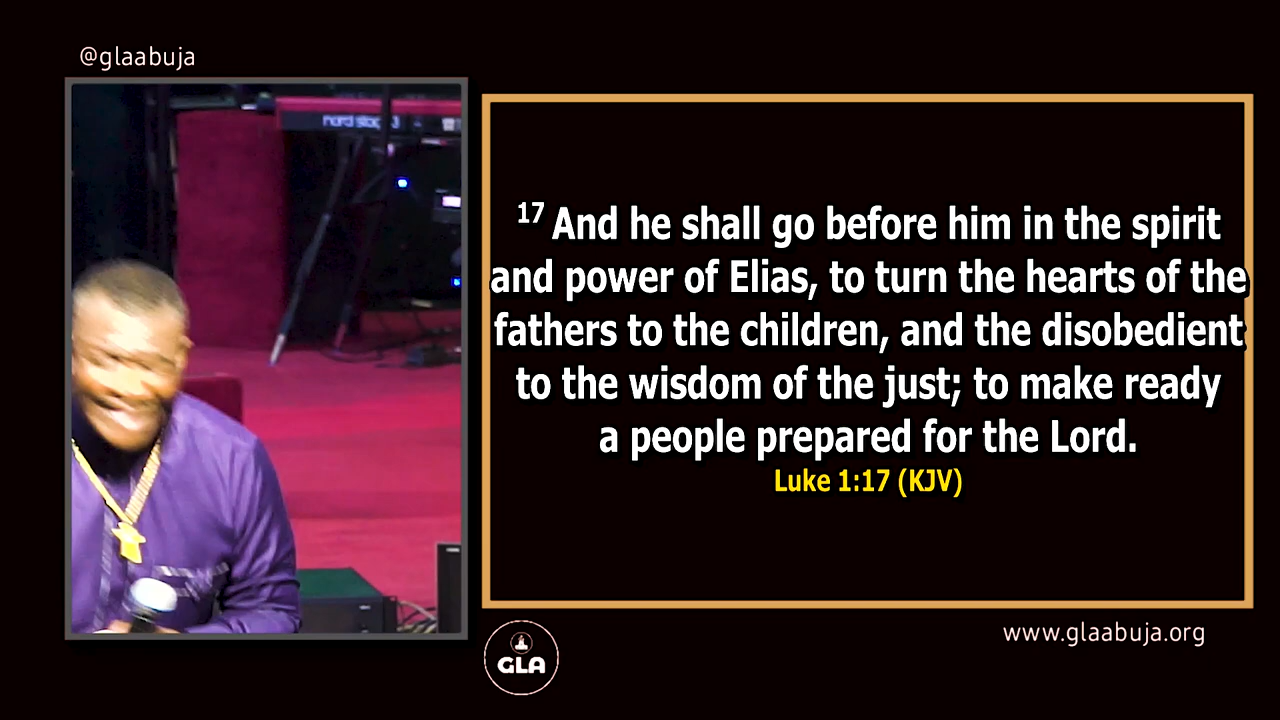 @glaabuja
nord stage 3
17 And he shall go before him in the spirit
and power of Elias, to turn the hearts of the
fathers to the children, and the disobedient
to the wisdom of the just; to make ready
a people prepared for the Lord.
Luke 1:17 (KJV)
www.glaabuja.org
GLA